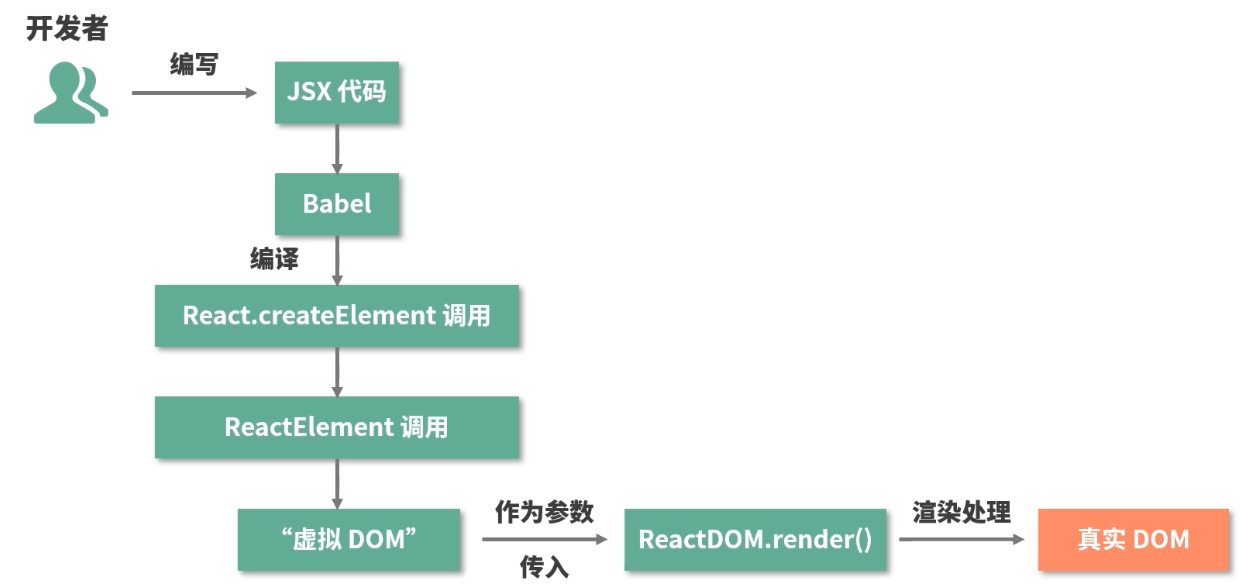 开发者
编写
JSX 代码
Babel
编译
React.createElement 调用
ReactElement 调用
“虚拟 DOM”
作为参数
传入
ReactDOM.render()
渲染处理
真实 DOM